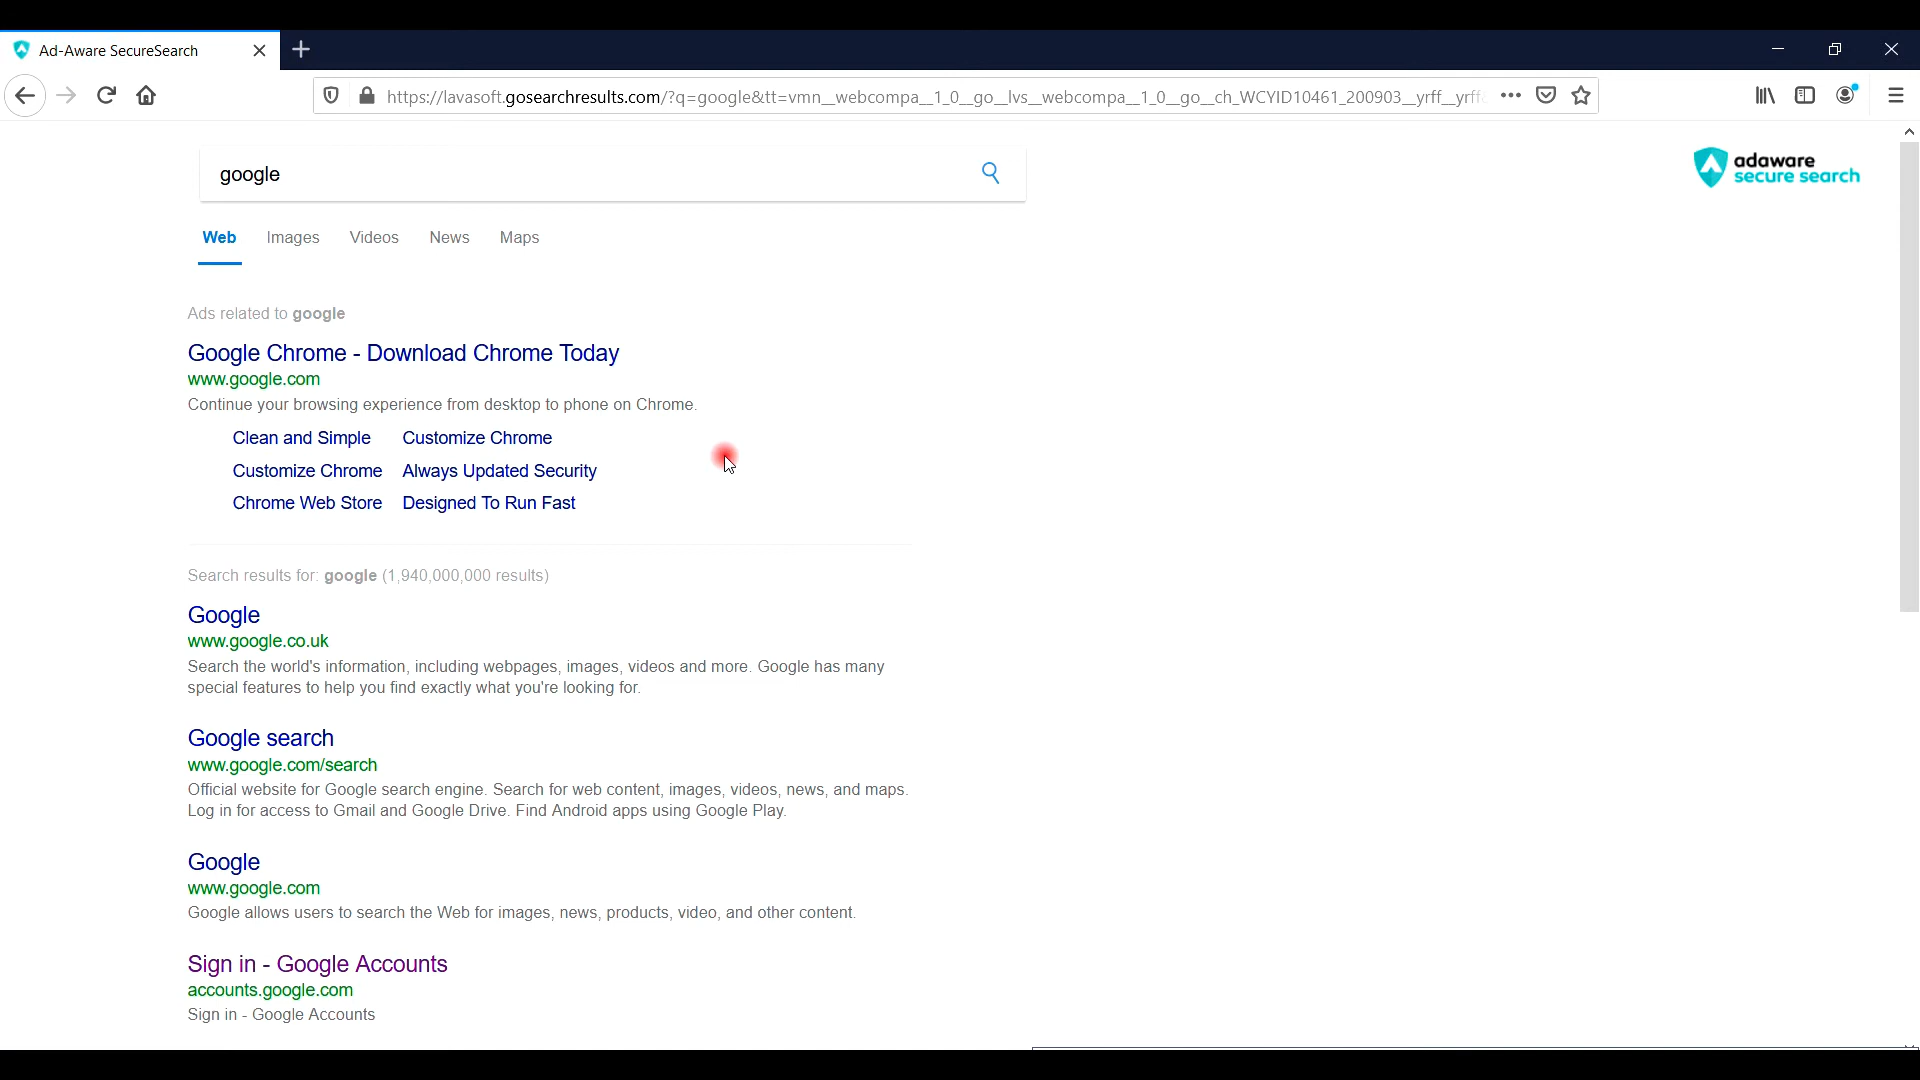 Ad-Aware SecureSearch
https://lavasoft.gosearchresults.com/?q=google&tt=vmn__webcompa__1_0__go__lvs__webcompa__1_0__go__ch_WCYID10461_200903__yrff__yrff
google
adaware
secure search
Web Images Videos News Maps
Ads related to google
Google Chrome - Download Chrome Today
www.google.com
Continue your browsing experience from desktop to phone on Chrome.
Clean and Simple Customize Chrome
Customize Chrome Always Updated Security
Chrome Web Store Designed To Run Fast
Search results for: google (1,940,000,000 results)
Google
www.google.co.uk
Search the world's information, including webpages, images, videos and more. Google has many
special features to help you find exactly what you're looking for.
Google search
www.google.com/search
Official website for Google search engine. Search for web content, images, videos, news, and maps.
Log in for access to Gmail and Google Drive. Find Android apps using Google Play.
Google
www.google.com
Google allows users to search the Web for images, news, products, video, and other content.
Sign in - Google Accounts
accounts.google.com
Sign in - Google Accounts